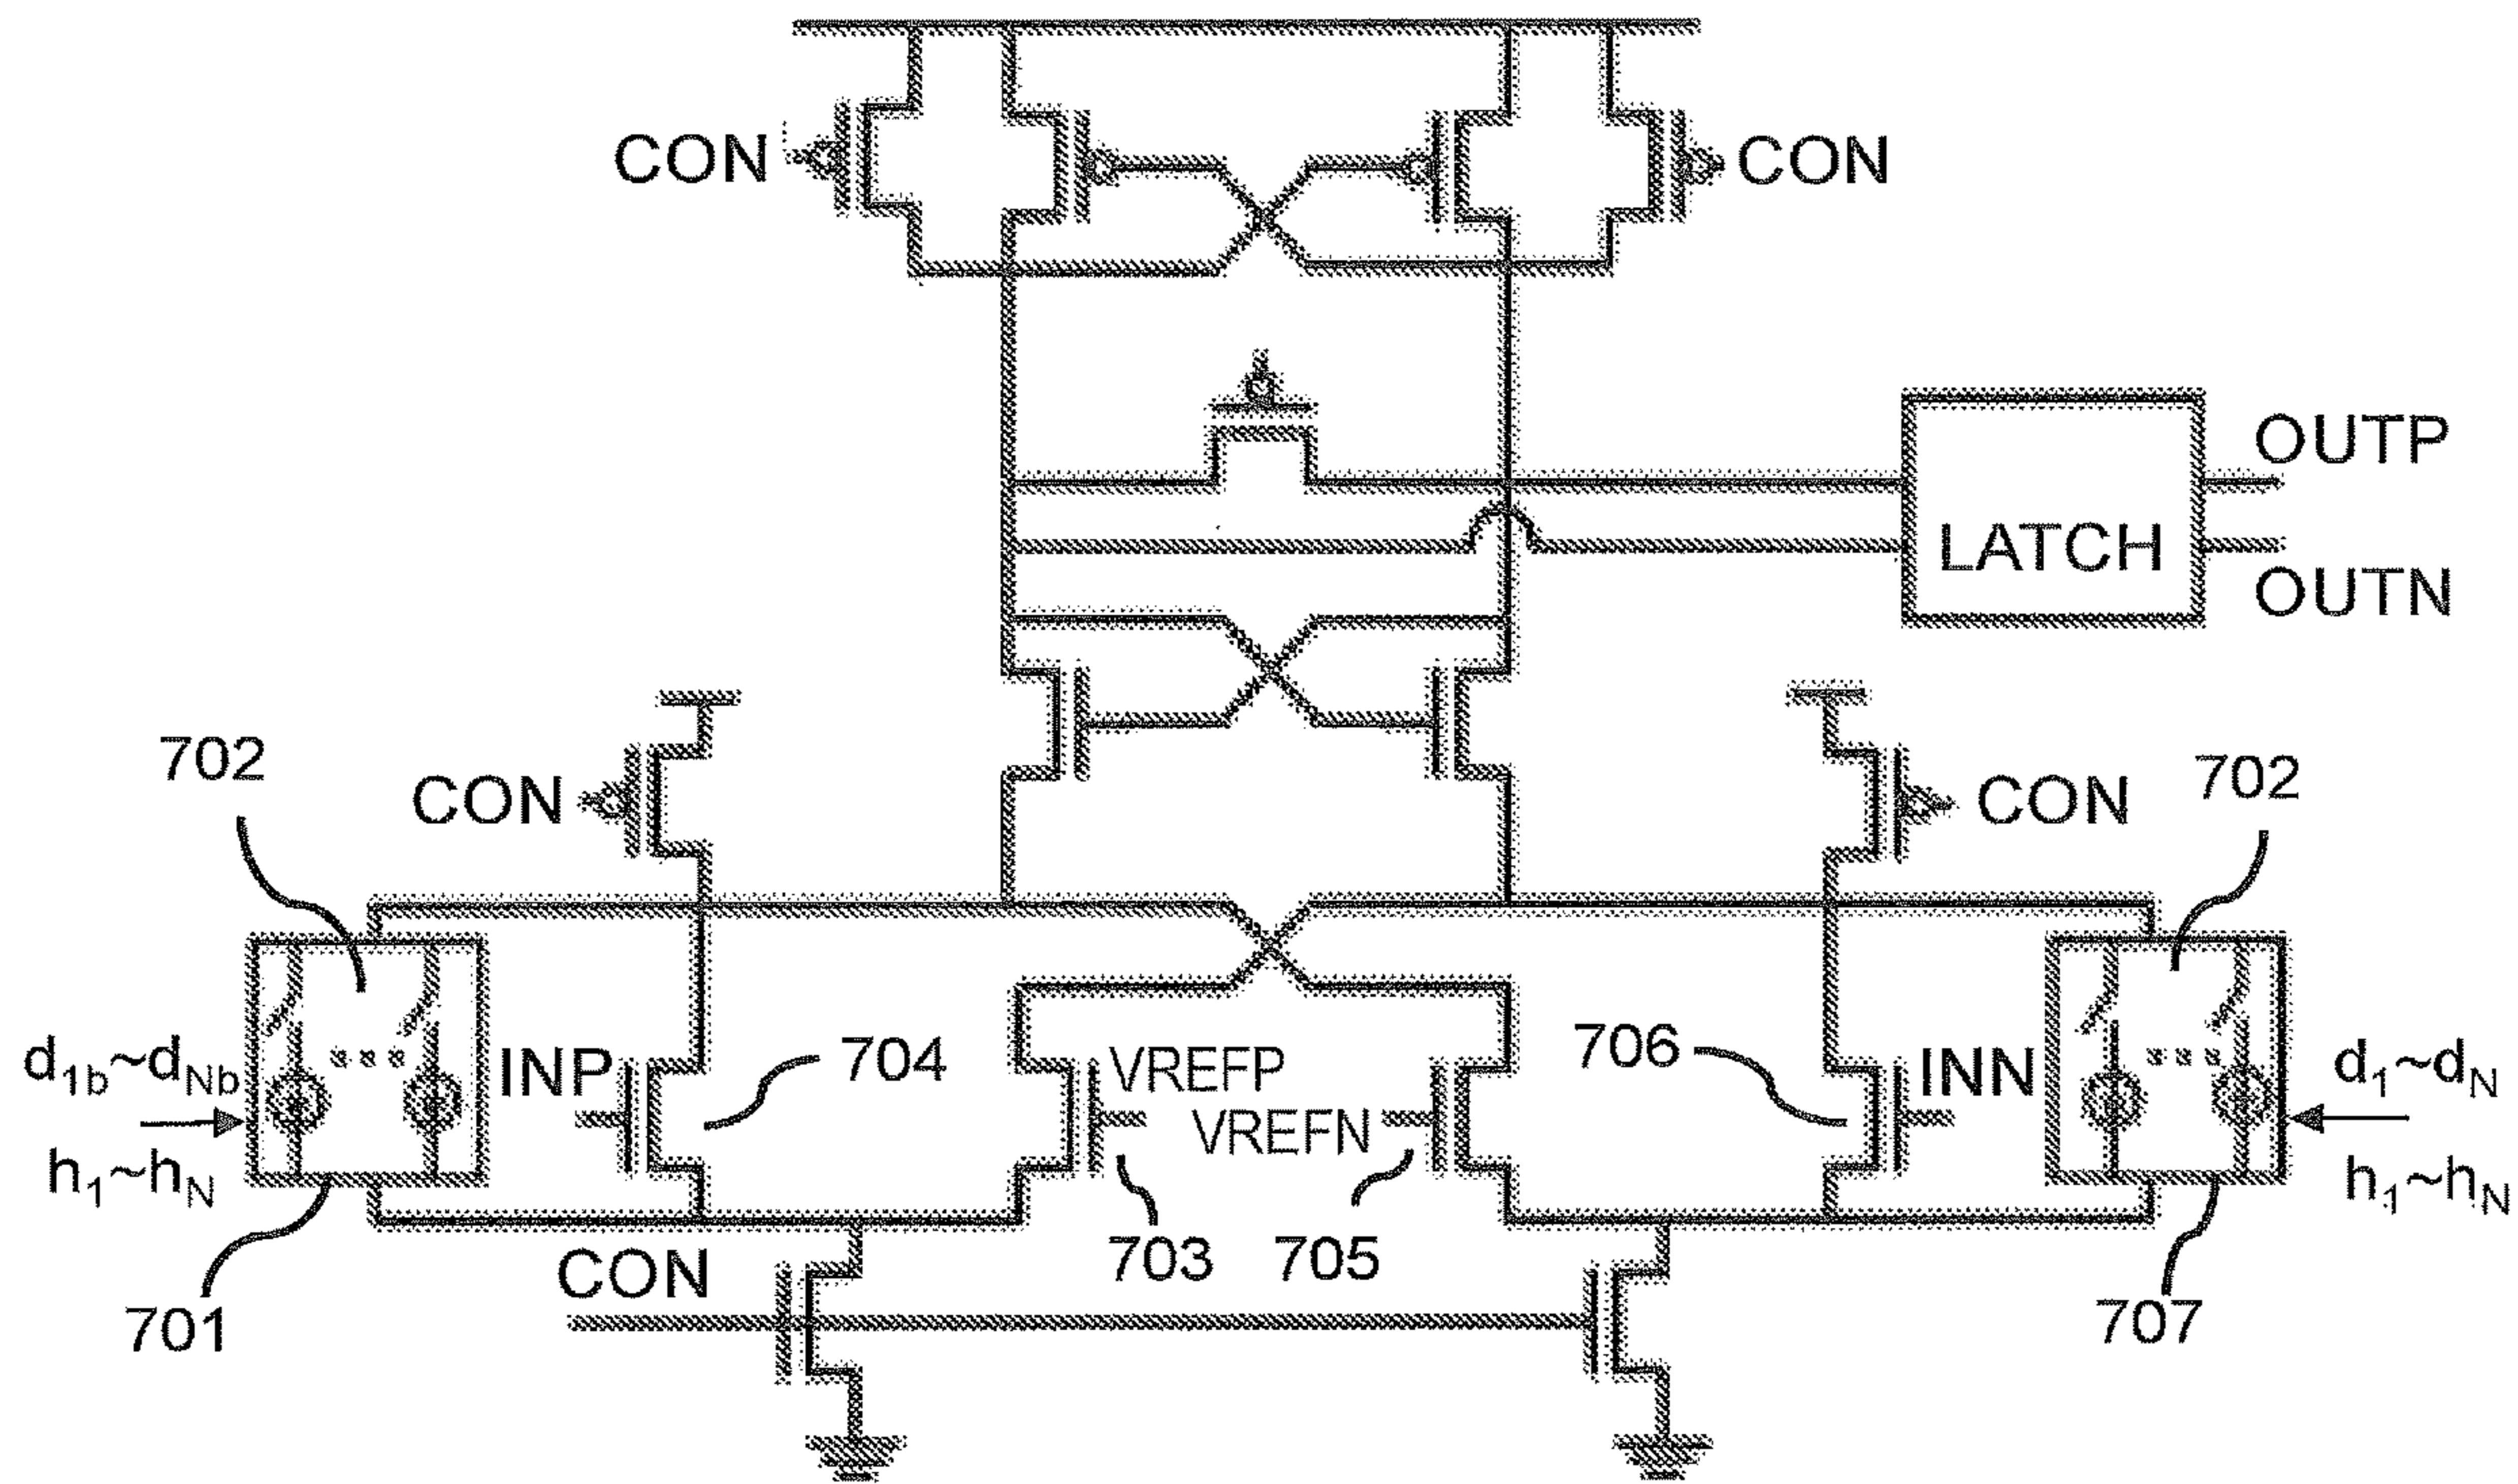 CON
CON
OUTP
LATCH
OUTN
702
CON
CON
702
d₁b~dNb
h₁~hN
INP
704
VREFP
VREFN
706
INN
d₁~dN
h₁~hN
701
CON
703
705
707